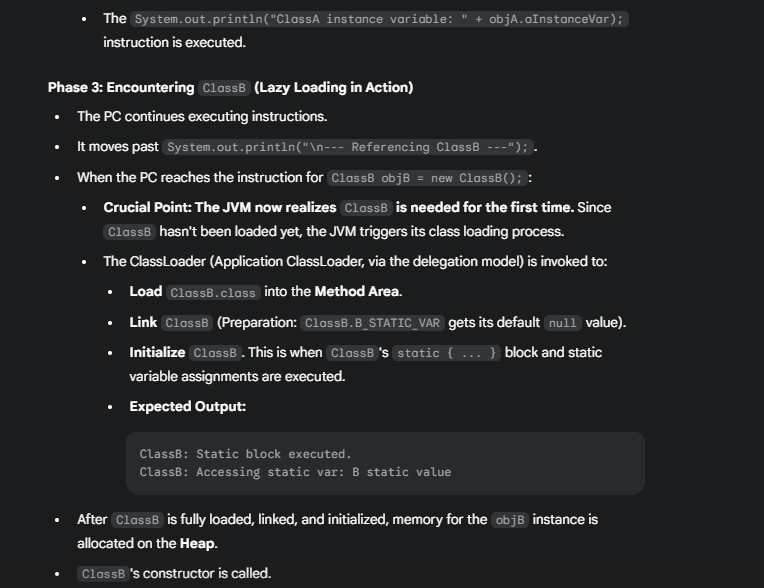 The System.out.println("ClassA instance variable: " + objA.aInstanceVar);
instruction is executed.
Phase 3: Encountering ClassB (Lazy Loading in Action)
The PC continues executing instructions.
It moves past System.out.println("\n--- Referencing ClassB ---");.
When the PC reaches the instruction for ClassB objB = new ClassB();:
Crucial Point: The JVM now realizes ClassB is needed for the first time. Since
ClassB hasn't been loaded yet, the JVM triggers its class loading process.
The ClassLoader (Application ClassLoader, via the delegation model) is invoked to:
Load ClassB.class into the Method Area.
Link ClassB (Preparation: ClassB.B_STATIC_VAR gets its default null value).
Initialize ClassB. This is when ClassB's static { ... } block and static
variable assignments are executed.
Expected Output:
ClassB: Static block executed.
ClassB: Accessing static var: B static value
After ClassB is fully loaded, linked, and initialized, memory for the objB instance is
allocated on the Heap.
ClassB's constructor is called.